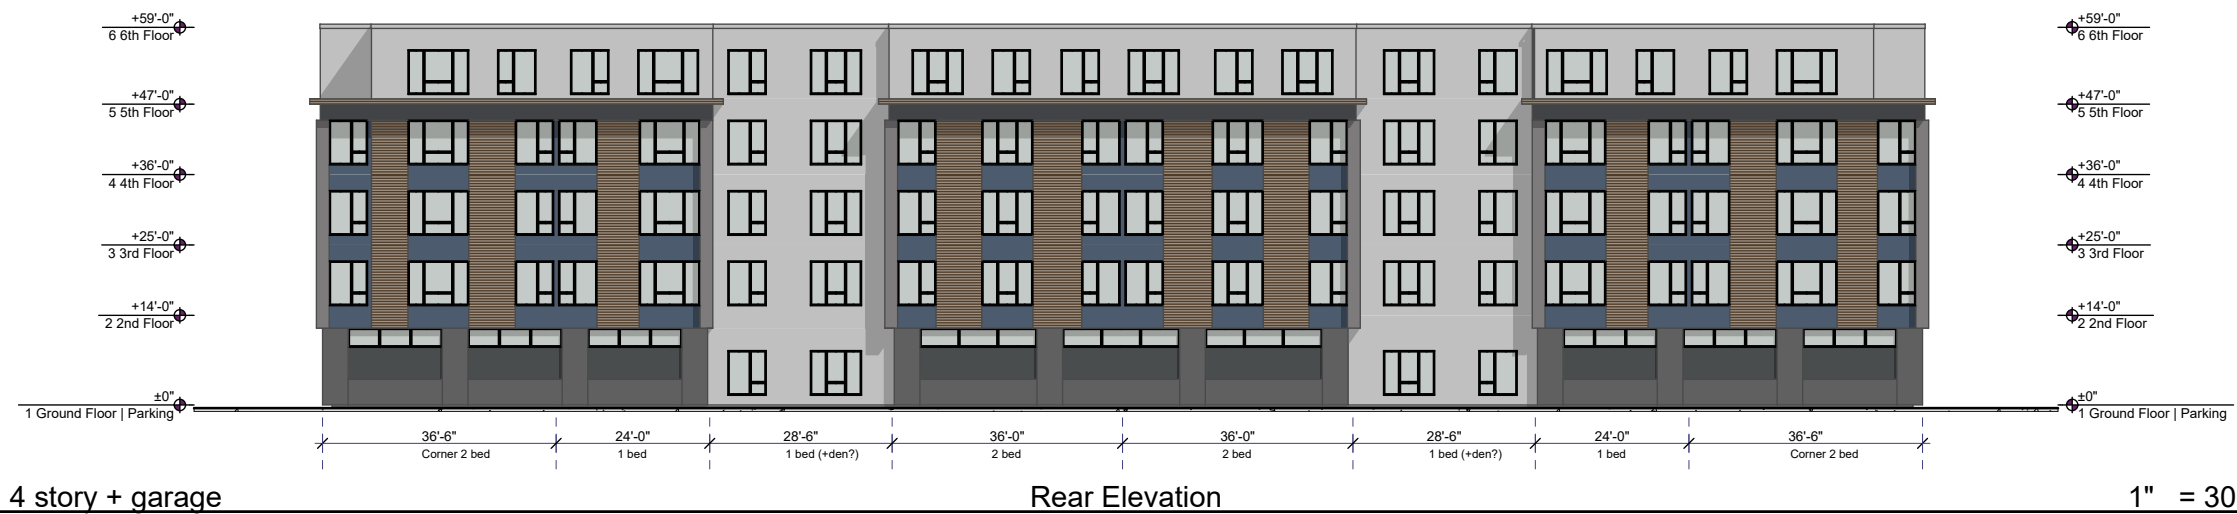 +59'-0"
6 6th Floor
+47'-0"
5 5th Floor
+36'-0"
4 4th Floor
+25'-0"
3 3rd Floor
+14'-0"
2 2nd Floor
±0"
1 Ground Floor | Parking
+59'-0"
6 6th Floor
+47'-0"
5 5th Floor
+36'-0"
4 4th Floor
+25'-0"
3 3rd Floor
+14'-0"
2 2nd Floor
±0"
1 Ground Floor | Parking
36'-6" 24'-0" 28'-6" 36'-0" 36'-0" 28'-6" 24'-0" 36'-6"
Corner 2 bed 1 bed 1 bed (+den?) 2 bed 2 bed 1 bed (+den?) 1 bed Corner 2 bed
4 story + garage Rear Elevation 1" = 30